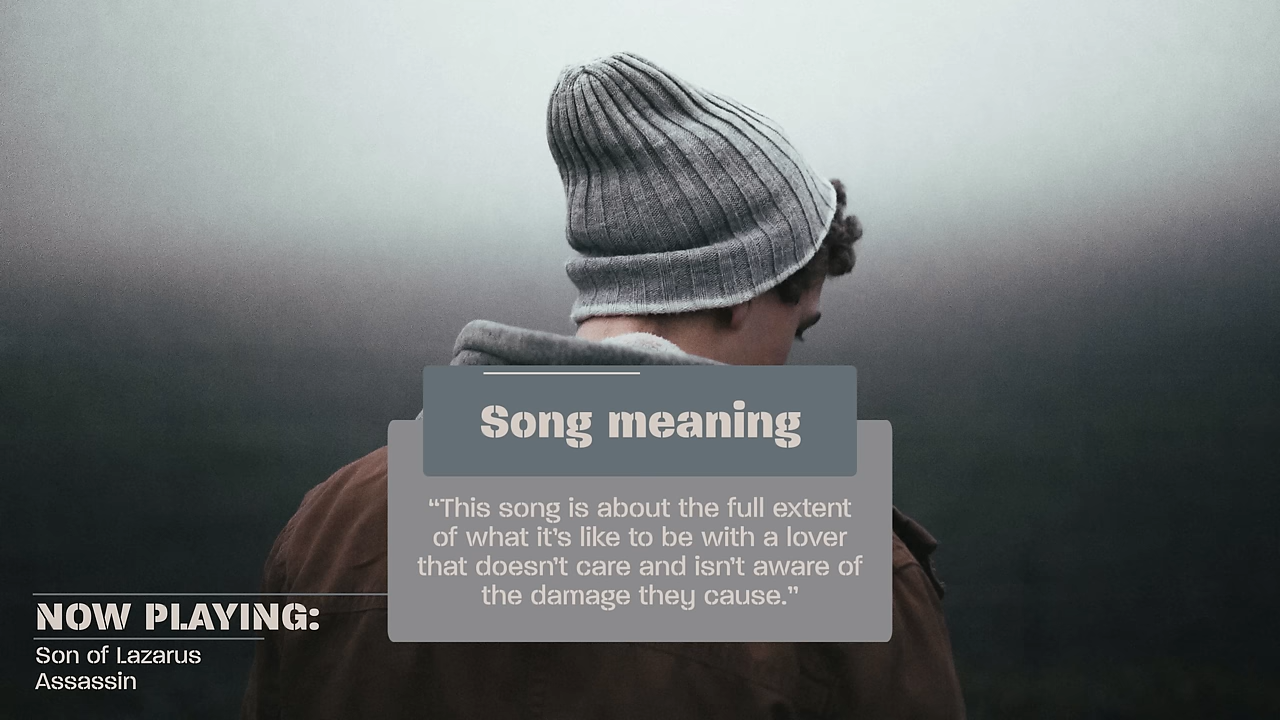 Song meaning
“This song is about the full extent
of what it’s like to be with a lover
that doesn’t care and isn’t aware of
the damage they cause.”
NOW PLAYING:
Son of Lazarus
Assassin